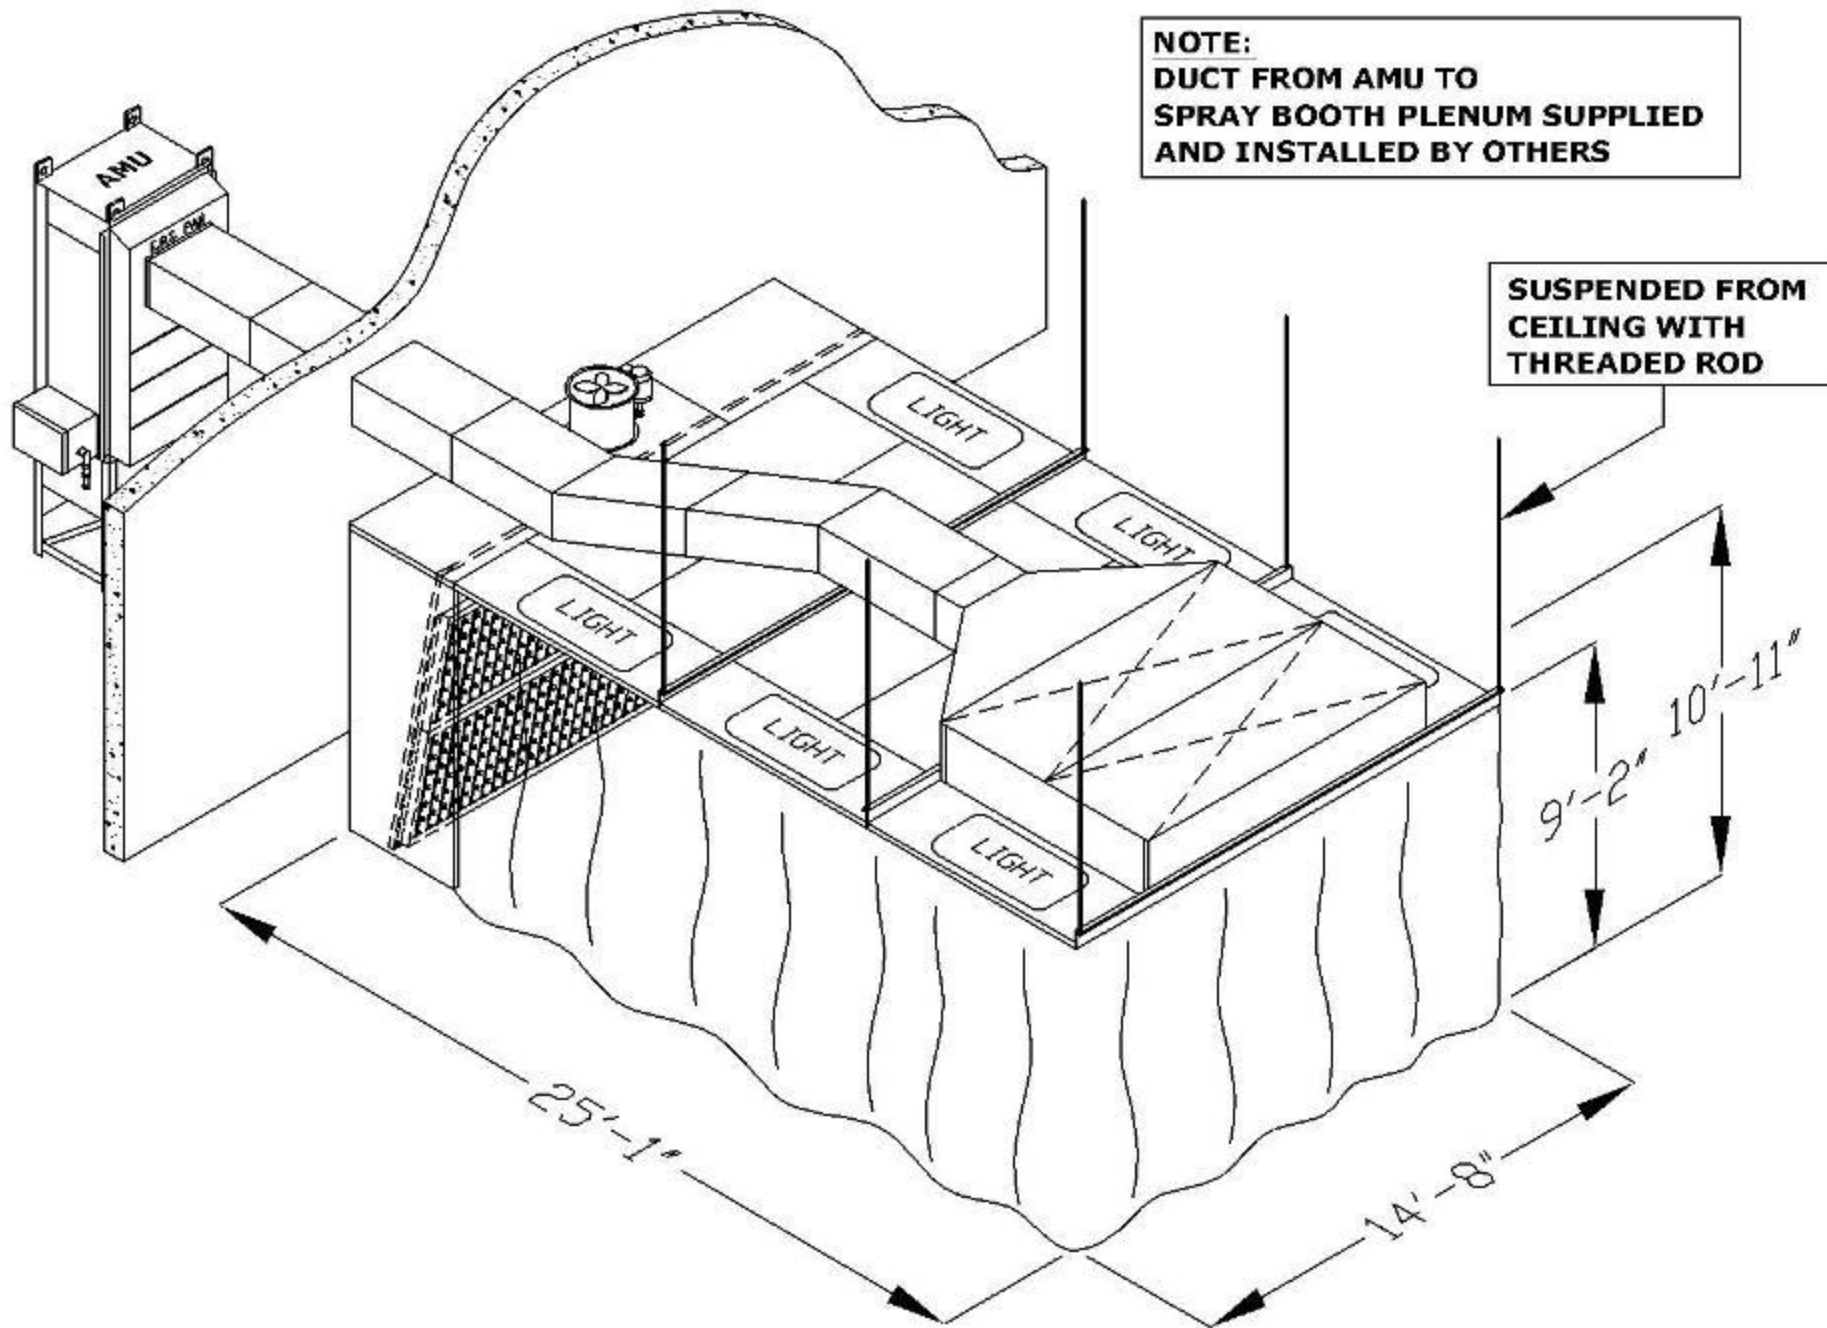 NOTE:
DUCT FROM AMU TO
SPRAY BOOTH PLENUM SUPPLIED
AND INSTALLED BY OTHERS
AMU
SUSPENDED FROM
CEILING WITH
THREADED ROD
LIGHT
LIGHT
LIGHT
LIGHT
LIGHT
10'-11"
9'-2"
25'-1"
14'-8"